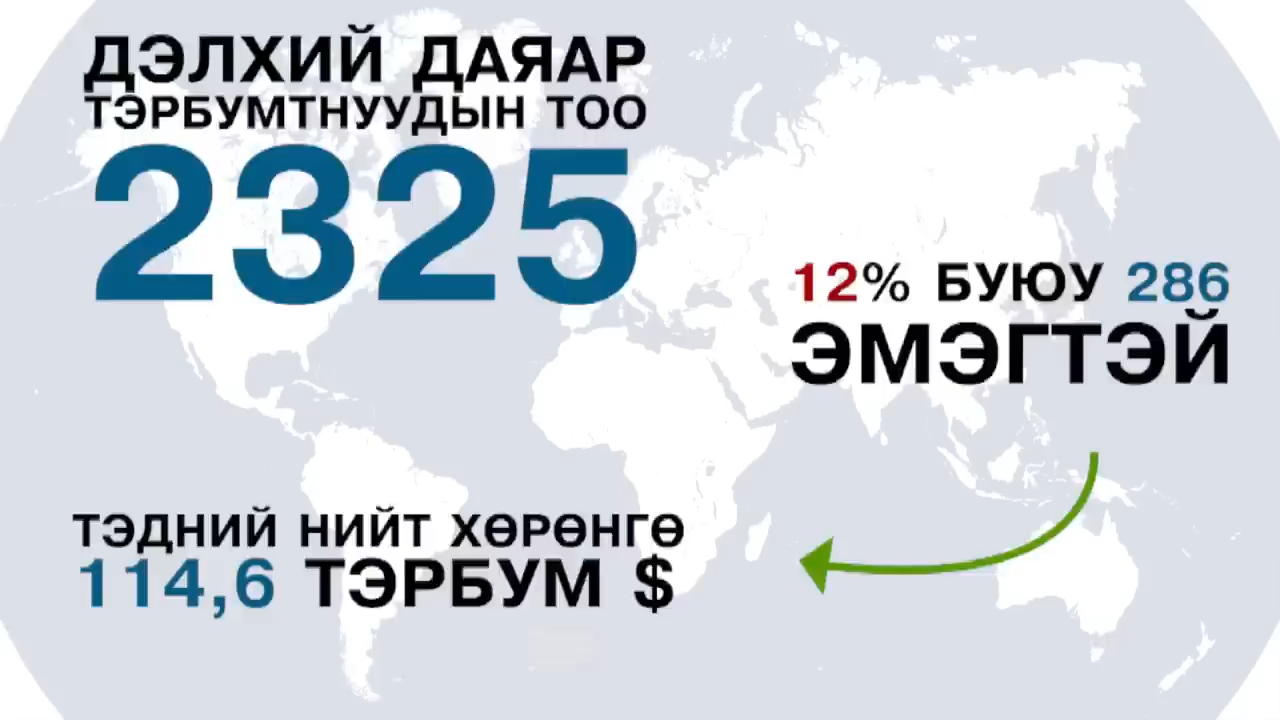 ДЭЛХИЙ ДАЯАР
ТЭРБУМТНУУДЫН ТОО
2325
12% БУЮУ 286
ЭМЭГТЭЙ
ТЭДНИЙ НИЙТ ХӨРӨНГӨ
114,6 ТЭРБУМ $